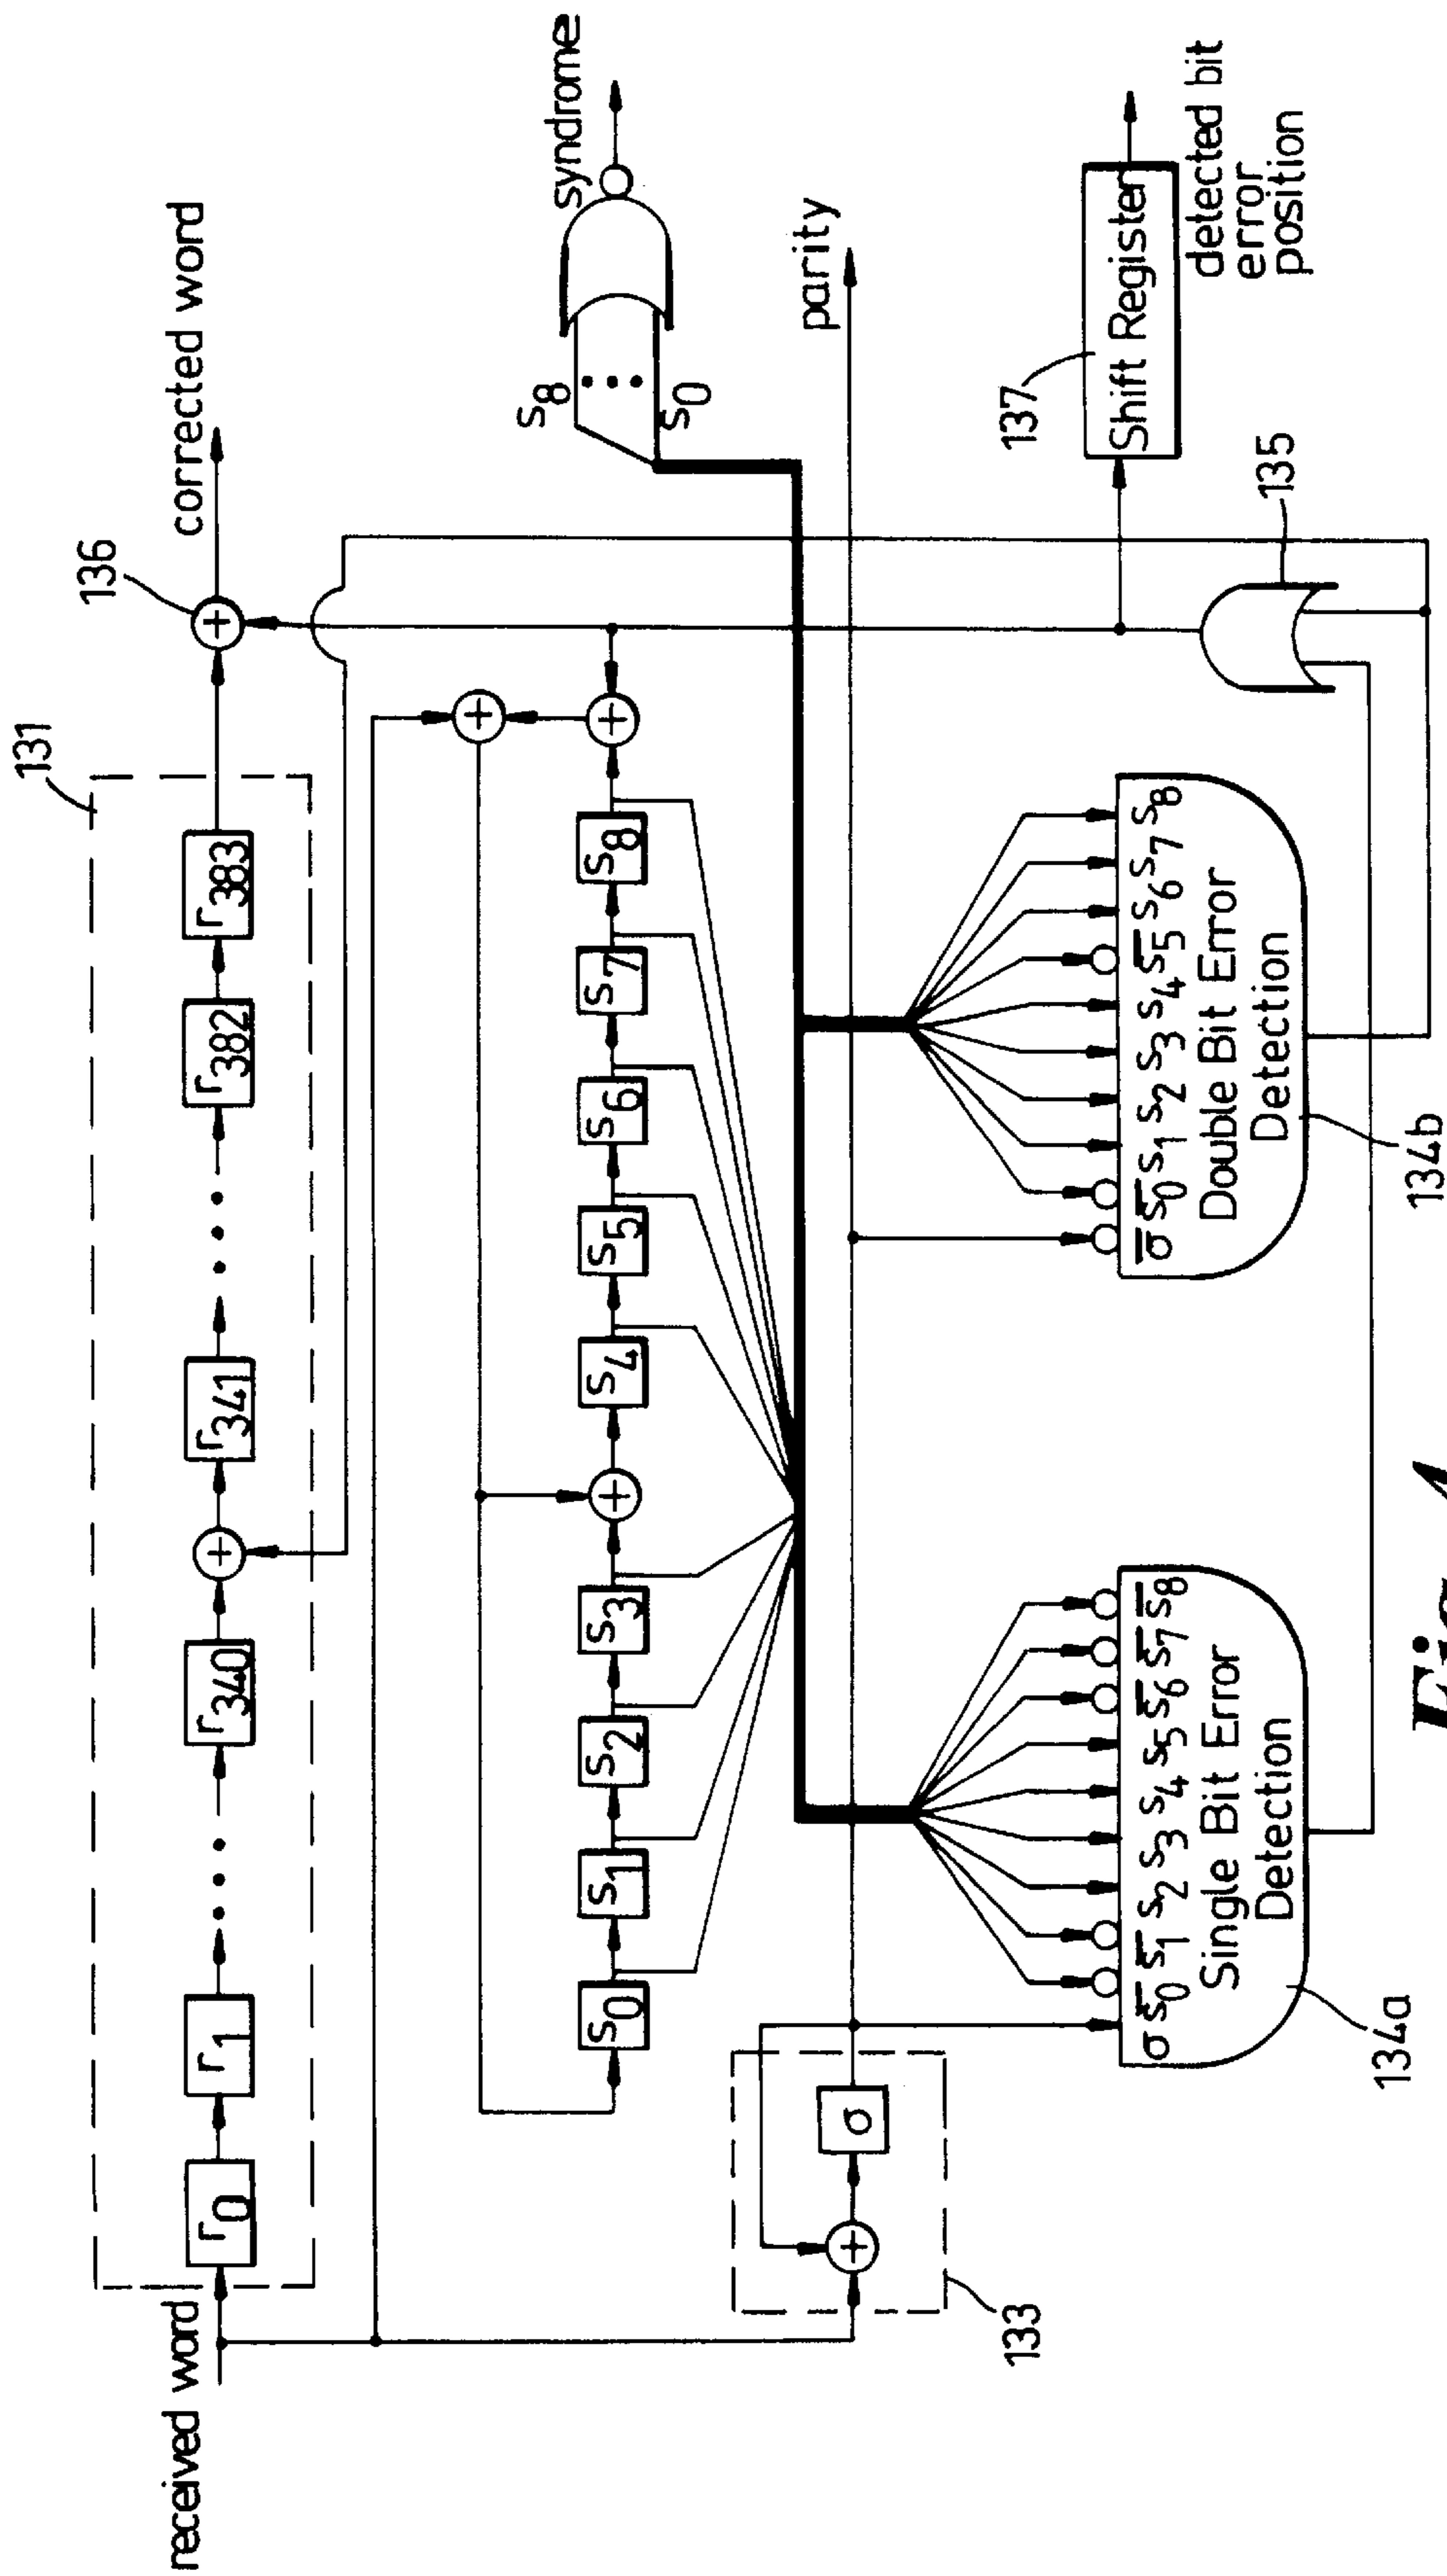 received word
131
r0
r1
r340
r341
r382
r383
136
corrected word
s0
s1
s2
s3
s4
s5
s6
s7
s8
s8
s0
syndrome
133
σ
parity
σ s̅0 s̅1 s2 s3 s4 s5 s̅6 s̅7 s̅8
Single Bit Error
Detection
134a
σ̅ s̅0 s1 s2 s3 s4 s̅5 s6 s7 s8
Double Bit Error
Detection
134b
135
137
Shift Register
detected bit
error
position